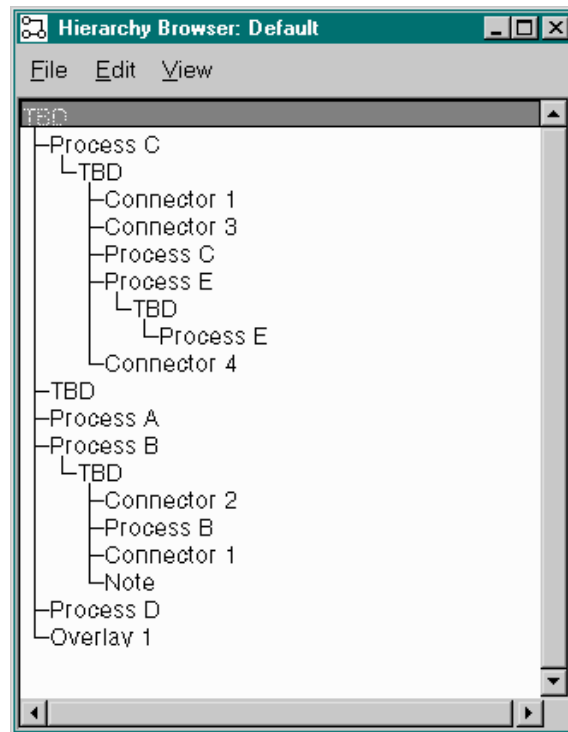 Hierarchy Browser: Default
File Edit View
TBD
Process C
TBD
Connector 1
Connector 3
Process C
Process E
TBD
Process E
Connector 4
TBD
Process A
Process B
TBD
Connector 2
Process B
Connector 1
Note
Process D
Overlay 1